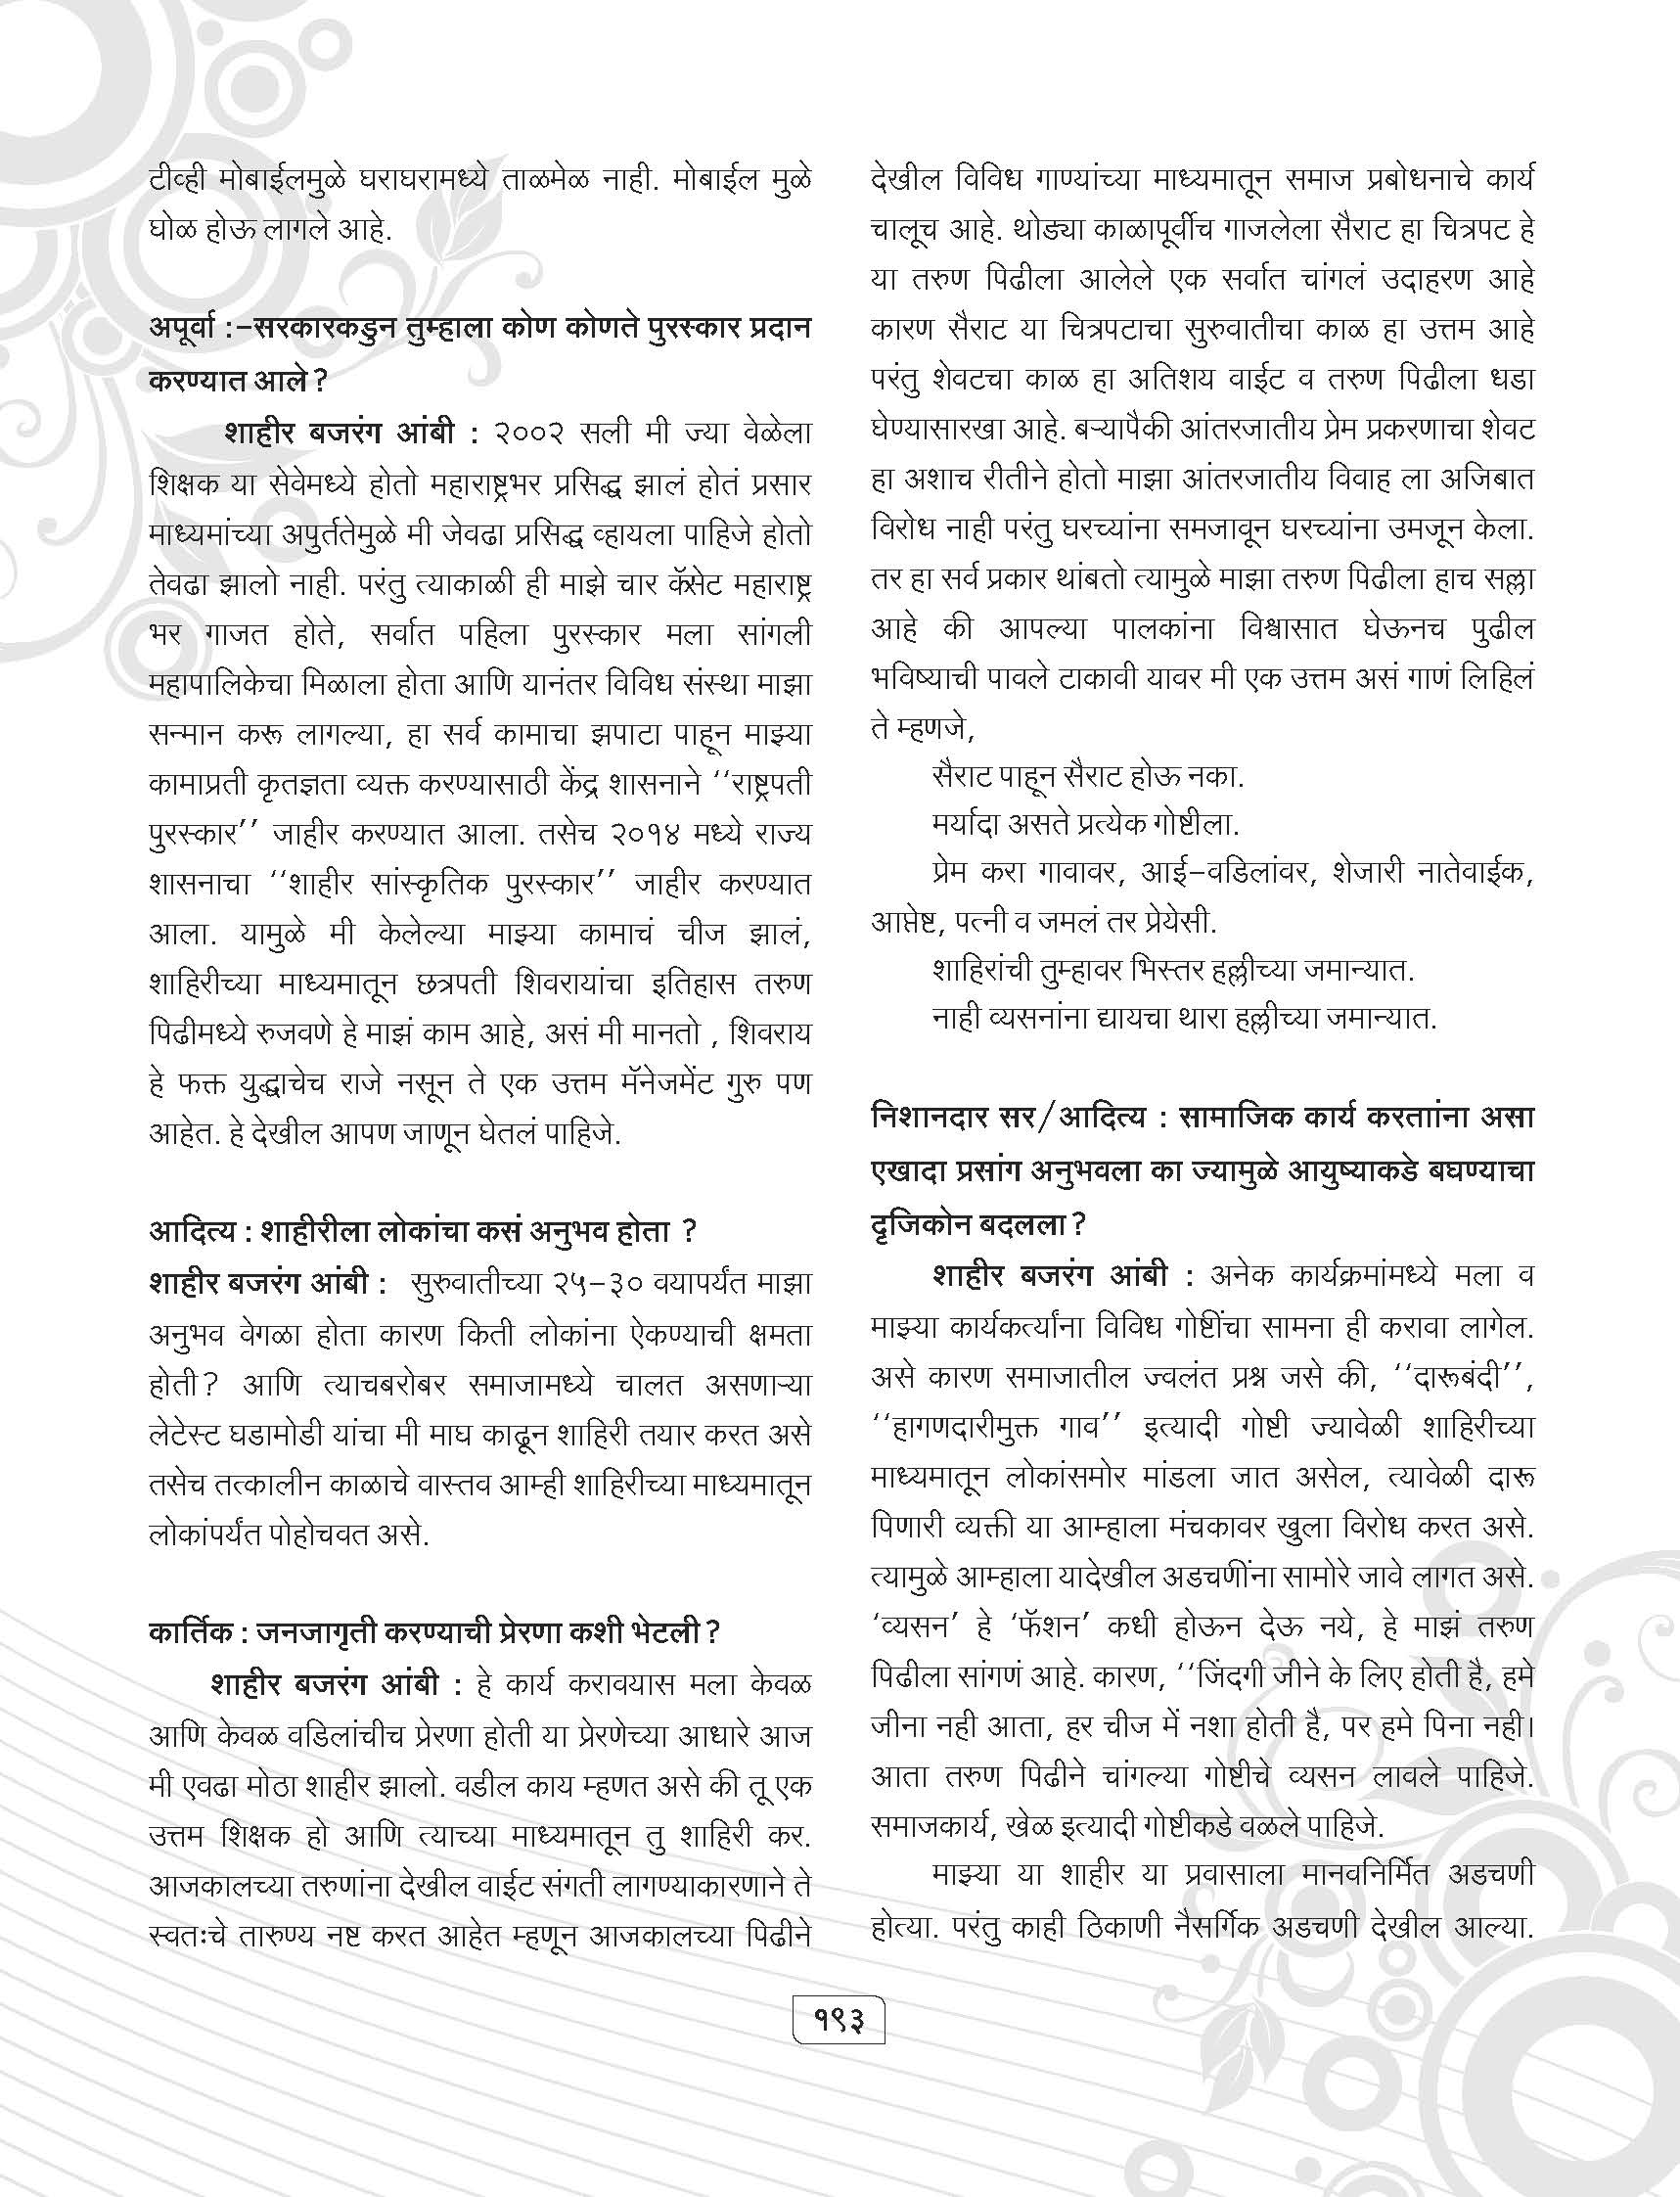 टीव्ही मोबाईलमुळे घराघरामध्ये ताळमेळ नाही. मोबाईल मुळे
घोळ होऊ लागले आहे.
अपूर्वा :-सरकारकडुन तुम्हाला कोण कोणते पुरस्कार प्रदान
करण्यात आले?
शाहीर बजरंग आंबी : २००२ सली मी ज्या वेळेला
शिक्षक या सेवेमध्ये होतो महाराष्ट्रभर प्रसिद्ध झालं होतं प्रसार
माध्यमांच्या अपुर्ततेमुळे मी जेवढा प्रसिद्ध व्हायला पाहिजे होतो
तेवढा झालो नाही. परंतु त्याकाळी ही माझे चार कॅसेट महाराष्ट्र
भर गाजत होते, सर्वात पहिला पुरस्कार मला सांगली
महापालिकेचा मिळाला होता आणि यानंतर विविध संस्था माझा
सन्मान करू लागल्या, हा सर्व कामाचा झपाटा पाहून माझ्या
कामाप्रती कृतज्ञता व्यक्त करण्यासाठी केंद्र शासनाने ‘‘राष्ट्रपती
पुरस्कार’’ जाहीर करण्यात आला. तसेच २०१४ मध्ये राज्य
शासनाचा ‘‘शाहीर सांस्कृतिक पुरस्कार’’ जाहीर करण्यात
आला. यामुळे मी केलेल्या माझ्या कामाचं चीज झालं,
शाहिरीच्या माध्यमातून छत्रपती शिवरायांचा इतिहास तरुण
पिढीमध्ये रुजवणे हे माझं काम आहे, असं मी मानतो , शिवराय
हे फक्त युद्धाचेच राजे नसून ते एक उत्तम मॅनेजमेंट गुरु पण
आहेत. हे देखील आपण जाणून घेतलं पाहिजे.
आदित्य : शाहीरीला लोकांचा कसं अनुभव होता ?
शाहीर बजरंग आंबी : सुरुवातीच्या २५-३० वयापर्यंत माझा
अनुभव वेगळा होता कारण किती लोकांना ऐकण्याची क्षमता
होती? आणि त्याचबरोबर समाजामध्ये चालत असणाऱ्या
लेटेस्ट घडामोडी यांचा मी माघ काढून शाहिरी तयार करत असे
तसेच तत्कालीन काळाचे वास्तव आम्ही शाहिरीच्या माध्यमातून
लोकांपर्यंत पोहोचवत असे.
कार्तिक : जनजागृती करण्याची प्रेरणा कशी भेटली?
शाहीर बजरंग आंबी : हे कार्य करावयास मला केवळ
आणि केवळ वडिलांचीच प्रेरणा होती या प्रेरणेच्या आधारे आज
मी एवढा मोठा शाहीर झालो. वडील काय म्हणत असे की तू एक
उत्तम शिक्षक हो आणि त्याच्या माध्यमातून तु शाहिरी कर.
आजकालच्या तरुणांना देखील वाईट संगती लागण्याकारणाने ते
स्वतःचे तारुण्य नष्ट करत आहेत म्हणून आजकालच्या पिढीने
देखील विविध गाण्यांच्या माध्यमातून समाज प्रबोधनाचे कार्य
चालूच आहे. थोड्या काळापूर्वीच गाजलेला सैराट हा चित्रपट हे
या तरुण पिढीला आलेले एक सर्वात चांगलं उदाहरण आहे
कारण सैराट या चित्रपटाचा सुरुवातीचा काळ हा उत्तम आहे
परंतु शेवटचा काळ हा अतिशय वाईट व तरुण पिढीला धडा
घेण्यासारखा आहे. बऱ्यापैकी आंतरजातीय प्रेम प्रकरणाचा शेवट
हा अशाच रीतीने होतो माझा आंतरजातीय विवाह ला अजिबात
विरोध नाही परंतु घरच्यांना समजावून घरच्यांना उमजून केला.
तर हा सर्व प्रकार थांबतो त्यामुळे माझा तरुण पिढीला हाच सल्ला
आहे की आपल्या पालकांना विश्वासात घेऊनच पुढील
भविष्याची पावले टाकावी यावर मी एक उत्तम असं गाणं लिहिलं
ते म्हणजे,
सैराट पाहून सैराट होऊ नका.
मर्यादा असते प्रत्येक गोष्टीला.
प्रेम करा गावावर, आई-वडिलांवर, शेजारी नातेवाईक,
आप्तेष्ट, पत्नी व जमलं तर प्रेयेसी.
शाहिरांची तुम्हावर भिस्तर हल्लीच्या जमान्यात.
नाही व्यसनांना द्यायचा थारा हल्लीच्या जमान्यात.
निशानदार सर/आदित्य : सामाजिक कार्य करताांना असा
एखादा प्रसांग अनुभवला का ज्यामुळे आयुष्याकडे बघण्याचा
दृजिकोन बदलला?
शाहीर बजरंग आंबी : अनेक कार्यक्रमांमध्ये मला व
माझ्या कार्यकर्त्यांना विविध गोष्टींचा सामना ही करावा लागेल.
असे कारण समाजातील ज्वलंत प्रश्न जसे की, ‘‘दारूबंदी’’,
‘‘हागणदारीमुक्त गाव’’ इत्यादी गोष्टी ज्यावेळी शाहिरीच्या
माध्यमातून लोकांसमोर मांडला जात असेल, त्यावेळी दारू
पिणारी व्यक्ती या आम्हाला मंचकावर खुला विरोध करत असे.
त्यामुळे आम्हाला यादेखील अडचणींना सामोरे जावे लागत असे.
‘व्यसन’ हे ‘फॅशन’ कधी होऊन देऊ नये, हे माझं तरुण
पिढीला सांगणं आहे. कारण, ‘‘जिंदगी जीने के लिए होती है, हमे
जीना नही आता, हर चीज में नशा होती है, पर हमे पिना नही।
आता तरुण पिढीने चांगल्या गोष्टीचे व्यसन लावले पाहिजे.
समाजकार्य, खेळ इत्यादी गोष्टीकडे वळले पाहिजे.
माझ्या या शाहीर या प्रवासाला मानवनिर्मित अडचणी
होत्या. परंतु काही ठिकाणी नैसर्गिक अडचणी देखील आल्या.
१९३